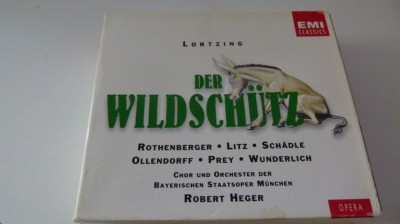 EMI
CLASSICS
LORTZING
DER
WILDSCHÜTZ
ROTHENBERGER • LITZ • SCHÄDLE
OLLENDORFF • PREY • WUNDERLICH
CHOR UND ORCHESTER DER
BAYERISCHEN STAATSOPER MÜNCHEN
ROBERT HEGER
OPERA